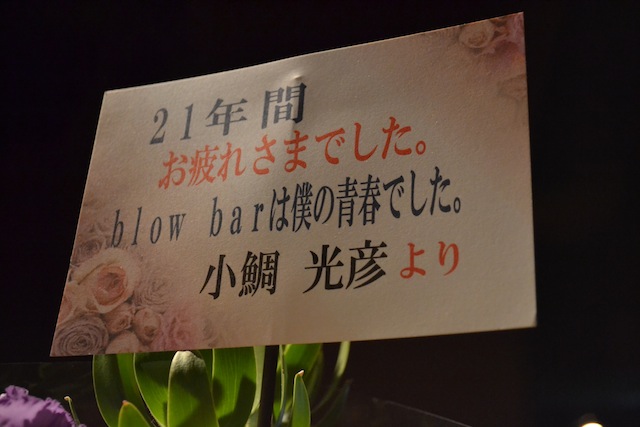 21年間
お疲れさまでした。
blow barは僕の青春でした。
小鯛 光彦より